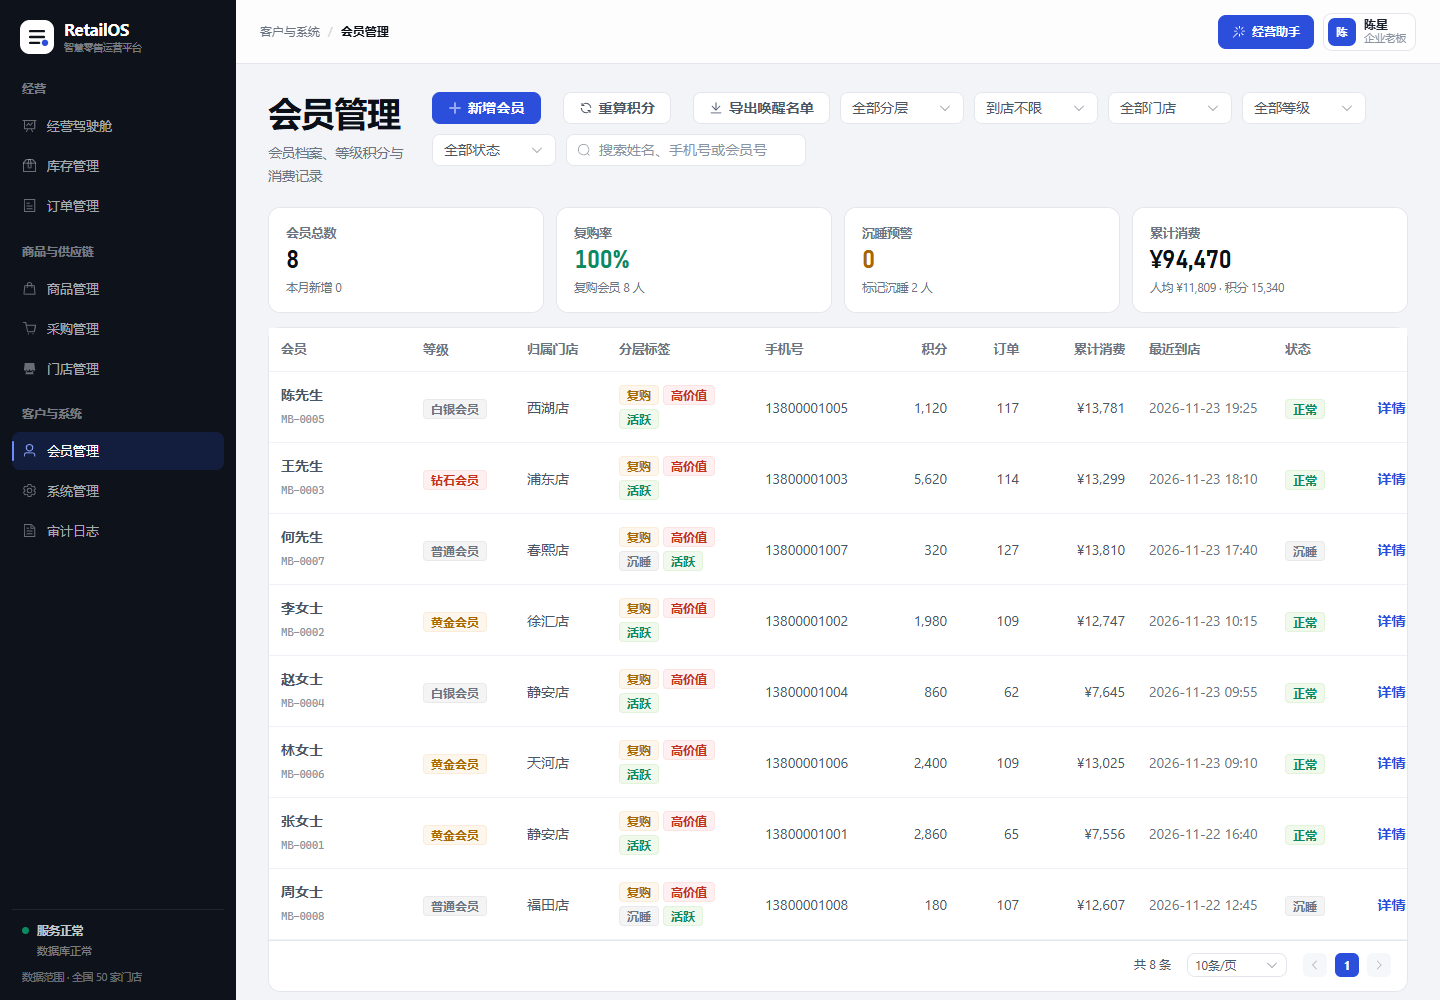 RetailOS
智慧零售运营平台
经营
经营驾驶舱
库存管理
订单管理
商品与供应链
商品管理
采购管理
门店管理
客户与系统
会员管理
系统管理
审计日志
服务正常
数据库正常
数据范围 · 全国 50 家门店
客户与系统 / 会员管理
经营助手
陈
陈星
企业老板
会员管理
会员档案、等级积分与
消费记录
新增会员
重算积分
导出唤醒名单
全部分层
到店不限
全部门店
全部等级
全部状态
搜索姓名、手机号或会员号
会员总数
8
本月新增 0
复购率
100%
复购会员 8 人
沉睡预警
0
标记沉睡 2 人
累计消费
¥94,470
人均 ¥11,809 · 积分 15,340
会员 等级 归属门店 分层标签 手机号 积分 订单 累计消费 最近到店 状态
陈先生 MB-0005 白银会员 西湖店 复购 高价值 活跃 13800001005 1,120 117 ¥13,781 2026-11-23 19:25 正常 详情
王先生 MB-0003 钻石会员 浦东店 复购 高价值 活跃 13800001003 5,620 114 ¥13,299 2026-11-23 18:10 正常 详情
何先生 MB-0007 普通会员 春熙店 复购 高价值 沉睡 活跃 13800001007 320 127 ¥13,810 2026-11-23 17:40 沉睡 详情
李女士 MB-0002 黄金会员 徐汇店 复购 高价值 活跃 13800001002 1,980 109 ¥12,747 2026-11-23 10:15 正常 详情
赵女士 MB-0004 白银会员 静安店 复购 高价值 活跃 13800001004 860 62 ¥7,645 2026-11-23 09:55 正常 详情
林女士 MB-0006 黄金会员 天河店 复购 高价值 活跃 13800001006 2,400 109 ¥13,025 2026-11-23 09:10 正常 详情
张女士 MB-0001 黄金会员 静安店 复购 高价值 活跃 13800001001 2,860 65 ¥7,556 2026-11-22 16:40 正常 详情
周女士 MB-0008 普通会员 福田店 复购 高价值 沉睡 活跃 13800001008 180 107 ¥12,607 2026-11-22 12:45 沉睡 详情
共 8 条 10条/页 1